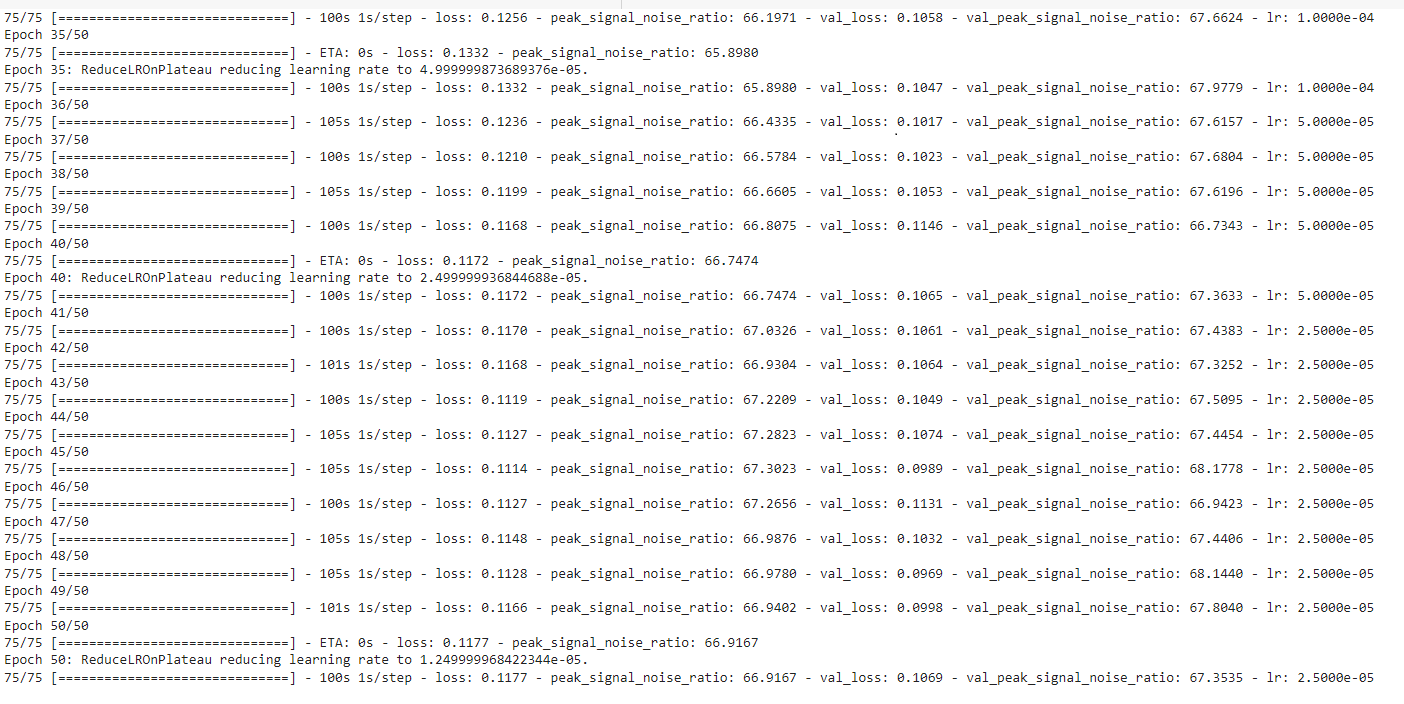 75/75 [==============================] - 100s 1s/step - loss: 0.1256 - peak_signal_noise_ratio: 66.1971 - val_loss: 0.1058 - val_peak_signal_noise_ratio: 67.6624 - lr: 1.0000e-04
Epoch 35/50
75/75 [==============================] - ETA: 0s - loss: 0.1332 - peak_signal_noise_ratio: 65.8980
Epoch 35: ReduceLROnPlateau reducing learning rate to 4.999999873689376e-05.
75/75 [==============================] - 100s 1s/step - loss: 0.1332 - peak_signal_noise_ratio: 65.8980 - val_loss: 0.1047 - val_peak_signal_noise_ratio: 67.9779 - lr: 1.0000e-04
Epoch 36/50
75/75 [==============================] - 105s 1s/step - loss: 0.1236 - peak_signal_noise_ratio: 66.4335 - val_loss: 0.1017 - val_peak_signal_noise_ratio: 67.6157 - lr: 5.0000e-05
Epoch 37/50
75/75 [==============================] - 100s 1s/step - loss: 0.1210 - peak_signal_noise_ratio: 66.5784 - val_loss: 0.1023 - val_peak_signal_noise_ratio: 67.6804 - lr: 5.0000e-05
Epoch 38/50
75/75 [==============================] - 105s 1s/step - loss: 0.1199 - peak_signal_noise_ratio: 66.6605 - val_loss: 0.1053 - val_peak_signal_noise_ratio: 67.6196 - lr: 5.0000e-05
Epoch 39/50
75/75 [==============================] - 100s 1s/step - loss: 0.1168 - peak_signal_noise_ratio: 66.8075 - val_loss: 0.1146 - val_peak_signal_noise_ratio: 66.7343 - lr: 5.0000e-05
Epoch 40/50
75/75 [==============================] - ETA: 0s - loss: 0.1172 - peak_signal_noise_ratio: 66.7474
Epoch 40: ReduceLROnPlateau reducing learning rate to 2.499999936844688e-05.
75/75 [==============================] - 100s 1s/step - loss: 0.1172 - peak_signal_noise_ratio: 66.7474 - val_loss: 0.1065 - val_peak_signal_noise_ratio: 67.3633 - lr: 5.0000e-05
Epoch 41/50
75/75 [==============================] - 100s 1s/step - loss: 0.1170 - peak_signal_noise_ratio: 67.0326 - val_loss: 0.1061 - val_peak_signal_noise_ratio: 67.4383 - lr: 2.5000e-05
Epoch 42/50
75/75 [==============================] - 101s 1s/step - loss: 0.1168 - peak_signal_noise_ratio: 66.9304 - val_loss: 0.1064 - val_peak_signal_noise_ratio: 67.3252 - lr: 2.5000e-05
Epoch 43/50
75/75 [==============================] - 100s 1s/step - loss: 0.1119 - peak_signal_noise_ratio: 67.2209 - val_loss: 0.1049 - val_peak_signal_noise_ratio: 67.5095 - lr: 2.5000e-05
Epoch 44/50
75/75 [==============================] - 105s 1s/step - loss: 0.1127 - peak_signal_noise_ratio: 67.2823 - val_loss: 0.1074 - val_peak_signal_noise_ratio: 67.4454 - lr: 2.5000e-05
Epoch 45/50
75/75 [==============================] - 105s 1s/step - loss: 0.1114 - peak_signal_noise_ratio: 67.3023 - val_loss: 0.0989 - val_peak_signal_noise_ratio: 68.1778 - lr: 2.5000e-05
Epoch 46/50
75/75 [==============================] - 100s 1s/step - loss: 0.1127 - peak_signal_noise_ratio: 67.2656 - val_loss: 0.1131 - val_peak_signal_noise_ratio: 66.9423 - lr: 2.5000e-05
Epoch 47/50
75/75 [==============================] - 105s 1s/step - loss: 0.1148 - peak_signal_noise_ratio: 66.9876 - val_loss: 0.1032 - val_peak_signal_noise_ratio: 67.4406 - lr: 2.5000e-05
Epoch 48/50
75/75 [==============================] - 105s 1s/step - loss: 0.1128 - peak_signal_noise_ratio: 66.9780 - val_loss: 0.0969 - val_peak_signal_noise_ratio: 68.1440 - lr: 2.5000e-05
Epoch 49/50
75/75 [==============================] - 101s 1s/step - loss: 0.1166 - peak_signal_noise_ratio: 66.9402 - val_loss: 0.0998 - val_peak_signal_noise_ratio: 67.8040 - lr: 2.5000e-05
Epoch 50/50
75/75 [==============================] - ETA: 0s - loss: 0.1177 - peak_signal_noise_ratio: 66.9167
Epoch 50: ReduceLROnPlateau reducing learning rate to 1.249999968422344e-05.
75/75 [==============================] - 100s 1s/step - loss: 0.1177 - peak_signal_noise_ratio: 66.9167 - val_loss: 0.1069 - val_peak_signal_noise_ratio: 67.3535 - lr: 2.5000e-05